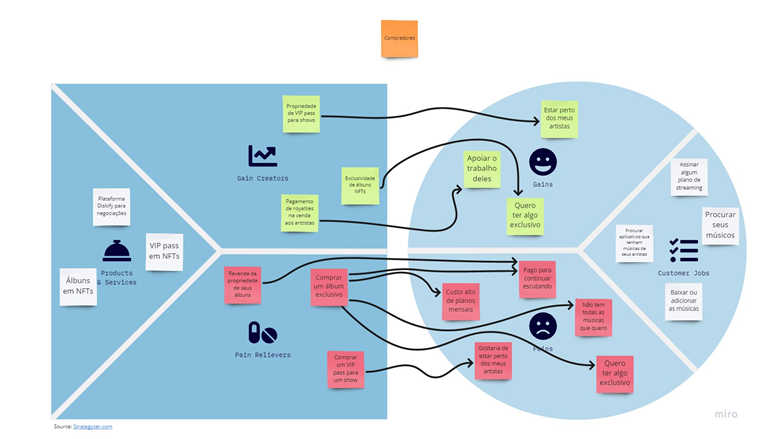 Compradores
Propriedade
de VIP pass
para shows
Gain Creators
Exclusividade
de álbuns
NFTs
Pagamento
de royalties
na venda
aos arttistas
Plataforma
Diskify para
negociações
VIP pass
em NFTs
Álbuns
em NFTs
Products
& Services
Revenda da
propriedade
de seus
álbuns
Comprar
um álbum
exclusivo
Pain Relievers
Comprar
um VIP
pass para
um show
Estar perto
dos meus
artistas
Apoiar o
trabalho
deles
Gains
Quero
ter algo
exclusivo
Assinar
algum
plano de
streaming
Procurar
seus
músicos
Procurar
aplicativos que
tenham
músicas de
seus artistas
Customer Jobs
Baixar ou
adicionar
as músicas
Pago para
continuar
escutando
Custo alto
de planos
mensais
Não tem
todas as
músicas
que quero
Pains
Gostaria de
estar perto
dos meus
artistas
Quero
ter algo
exclusivo
miro
Source: Strategyzer.com